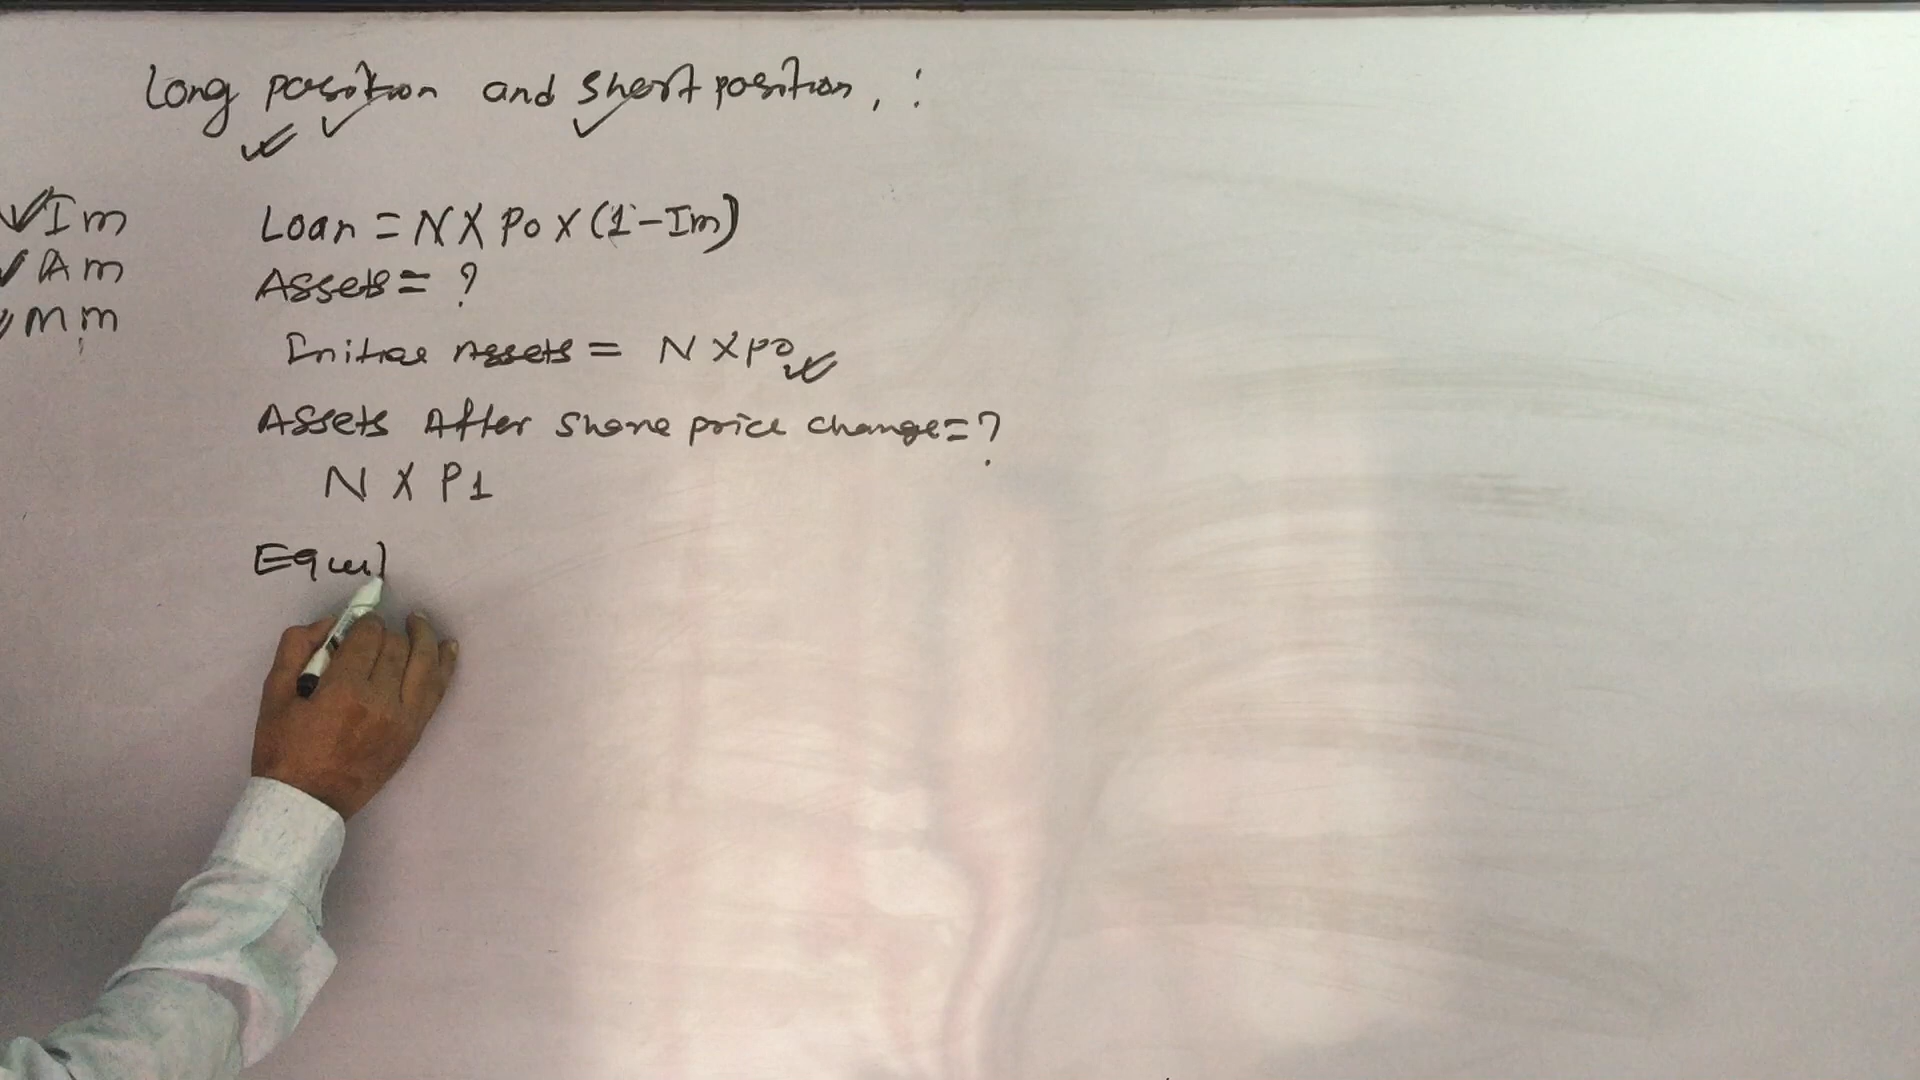 Long position and short position, :
Im
Am
Mm
Loan = N X Po X (1-Im)
Assets = ?
Initial Assets = N X Po
Assets After share price change = ?
N X P1
Equi